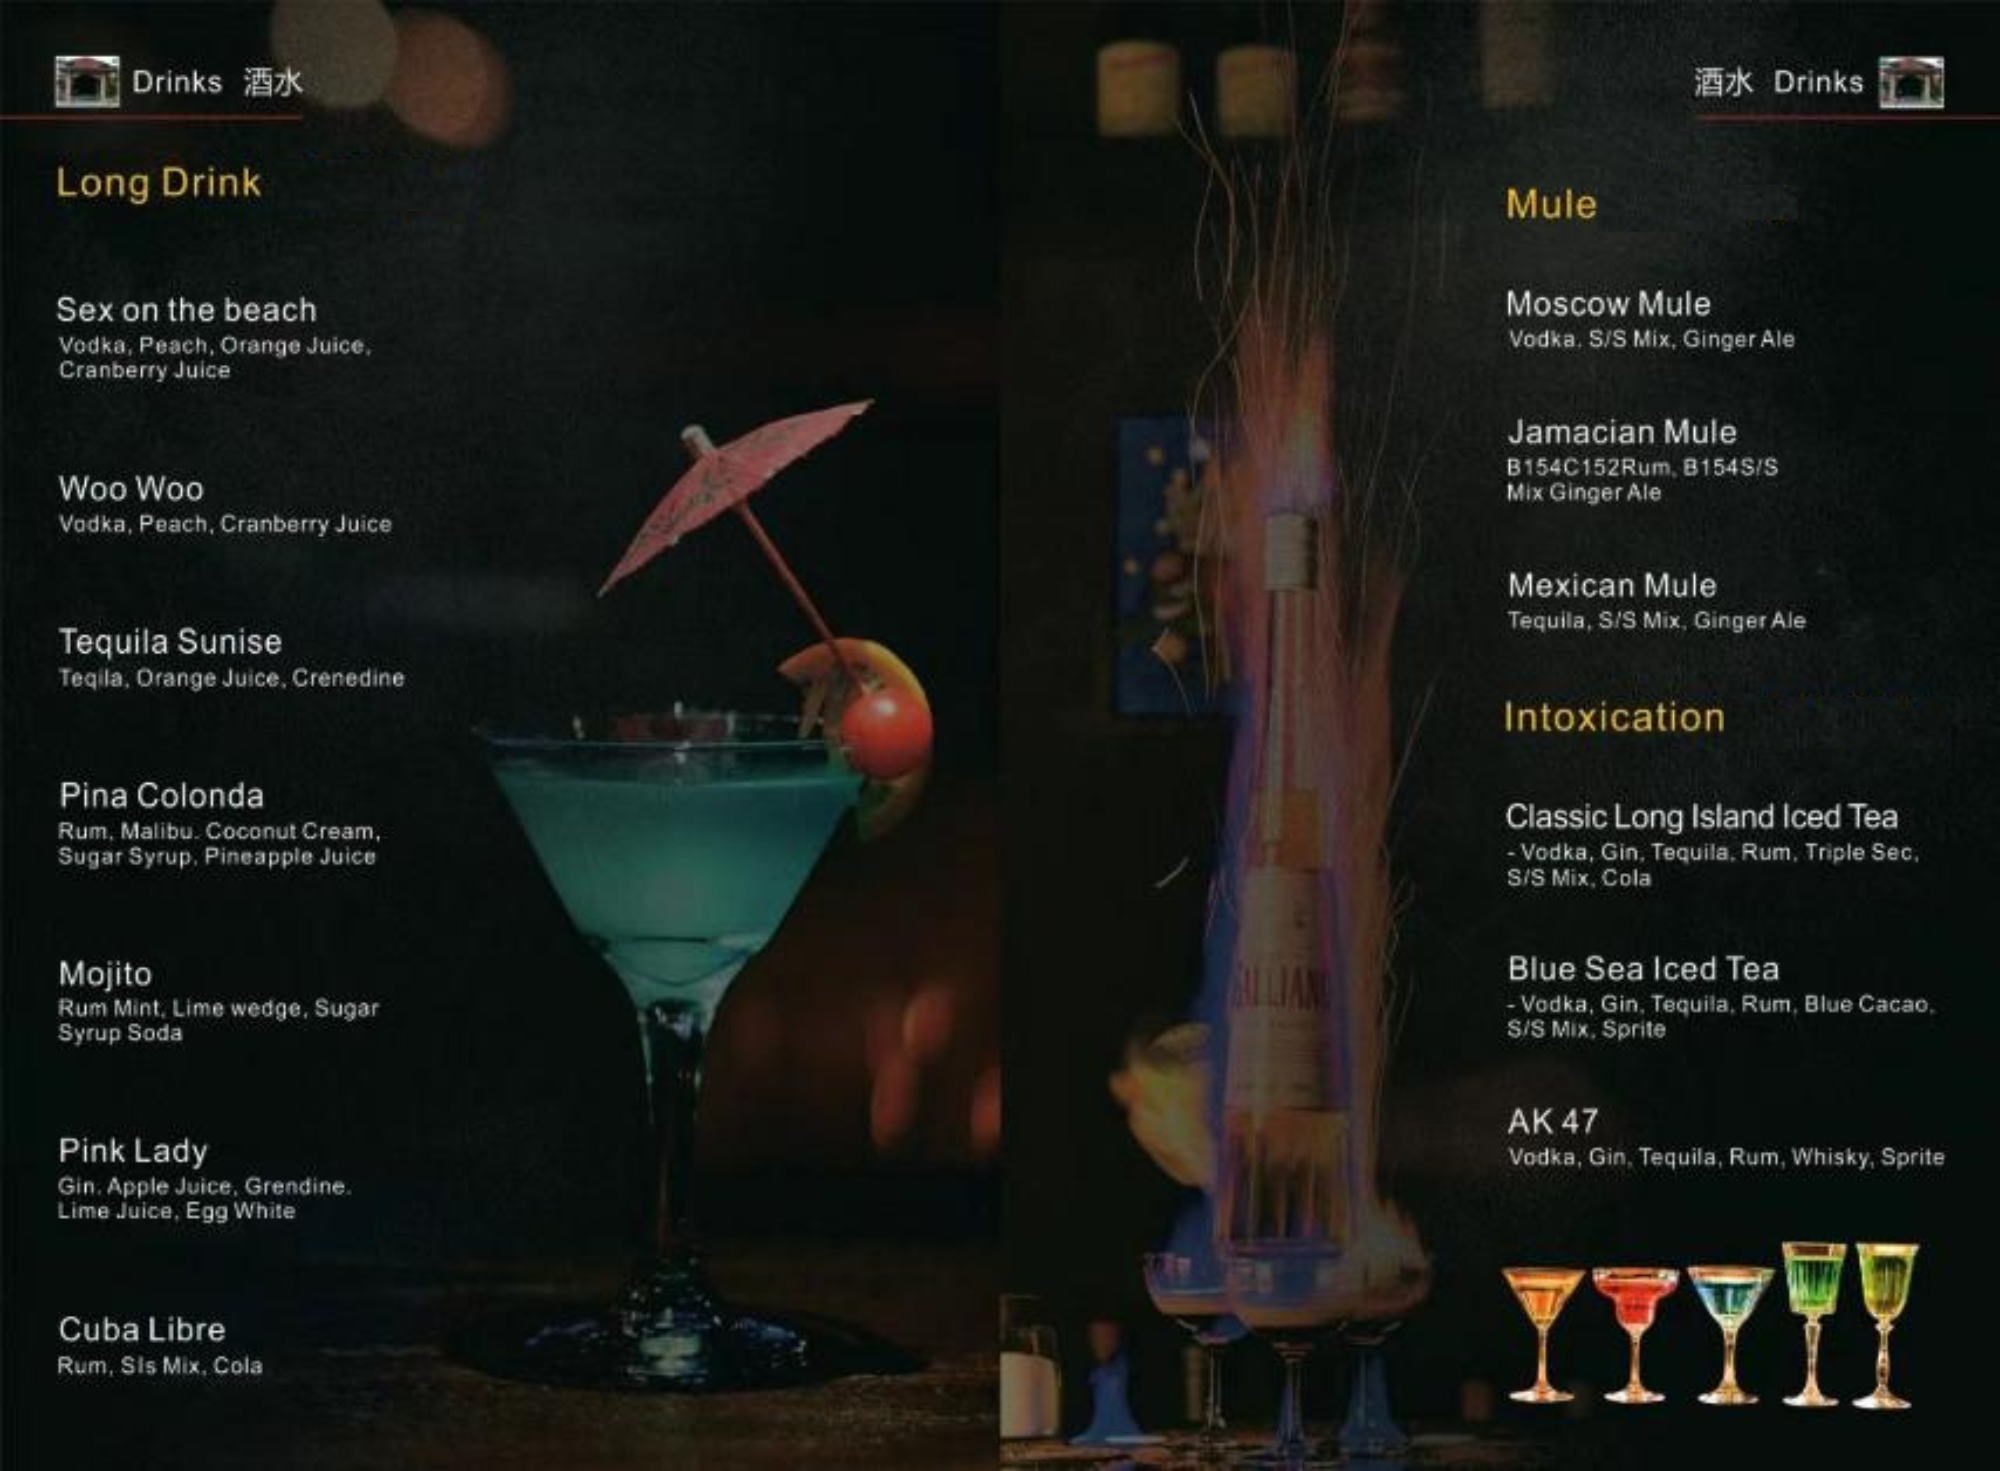 Drinks 酒水
Long Drink
Sex on the beach
Vodka, Peach, Orange Juice,
Cranberry Juice
Woo Woo
Vodka, Peach, Cranberry Juice
Tequila Sunise
Teqila, Orange Juice, Crenedine
Pina Colonda
Rum, Malibu. Coconut Cream,
Sugar Syrup, Pineapple Juice
Mojito
Rum Mint, Lime wedge, Sugar
Syrup Soda
Pink Lady
Gin. Apple Juice, Grendine.
Lime Juice, Egg White
Cuba Libre
Rum, SIs Mix, Cola
酒水 Drinks
Mule
Moscow Mule
Vodka. S/S Mix, Ginger Ale
Jamacian Mule
B154C152Rum, B154S/S
Mix Ginger Ale
Mexican Mule
Tequila, S/S Mix, Ginger Ale
Intoxication
Classic Long Island Iced Tea
- Vodka, Gin, Tequila, Rum, Triple Sec,
S/S Mix, Cola
Blue Sea Iced Tea
- Vodka, Gin, Tequila, Rum, Blue Cacao,
S/S Mix, Sprite
AK 47
Vodka, Gin, Tequila, Rum, Whisky, Sprite